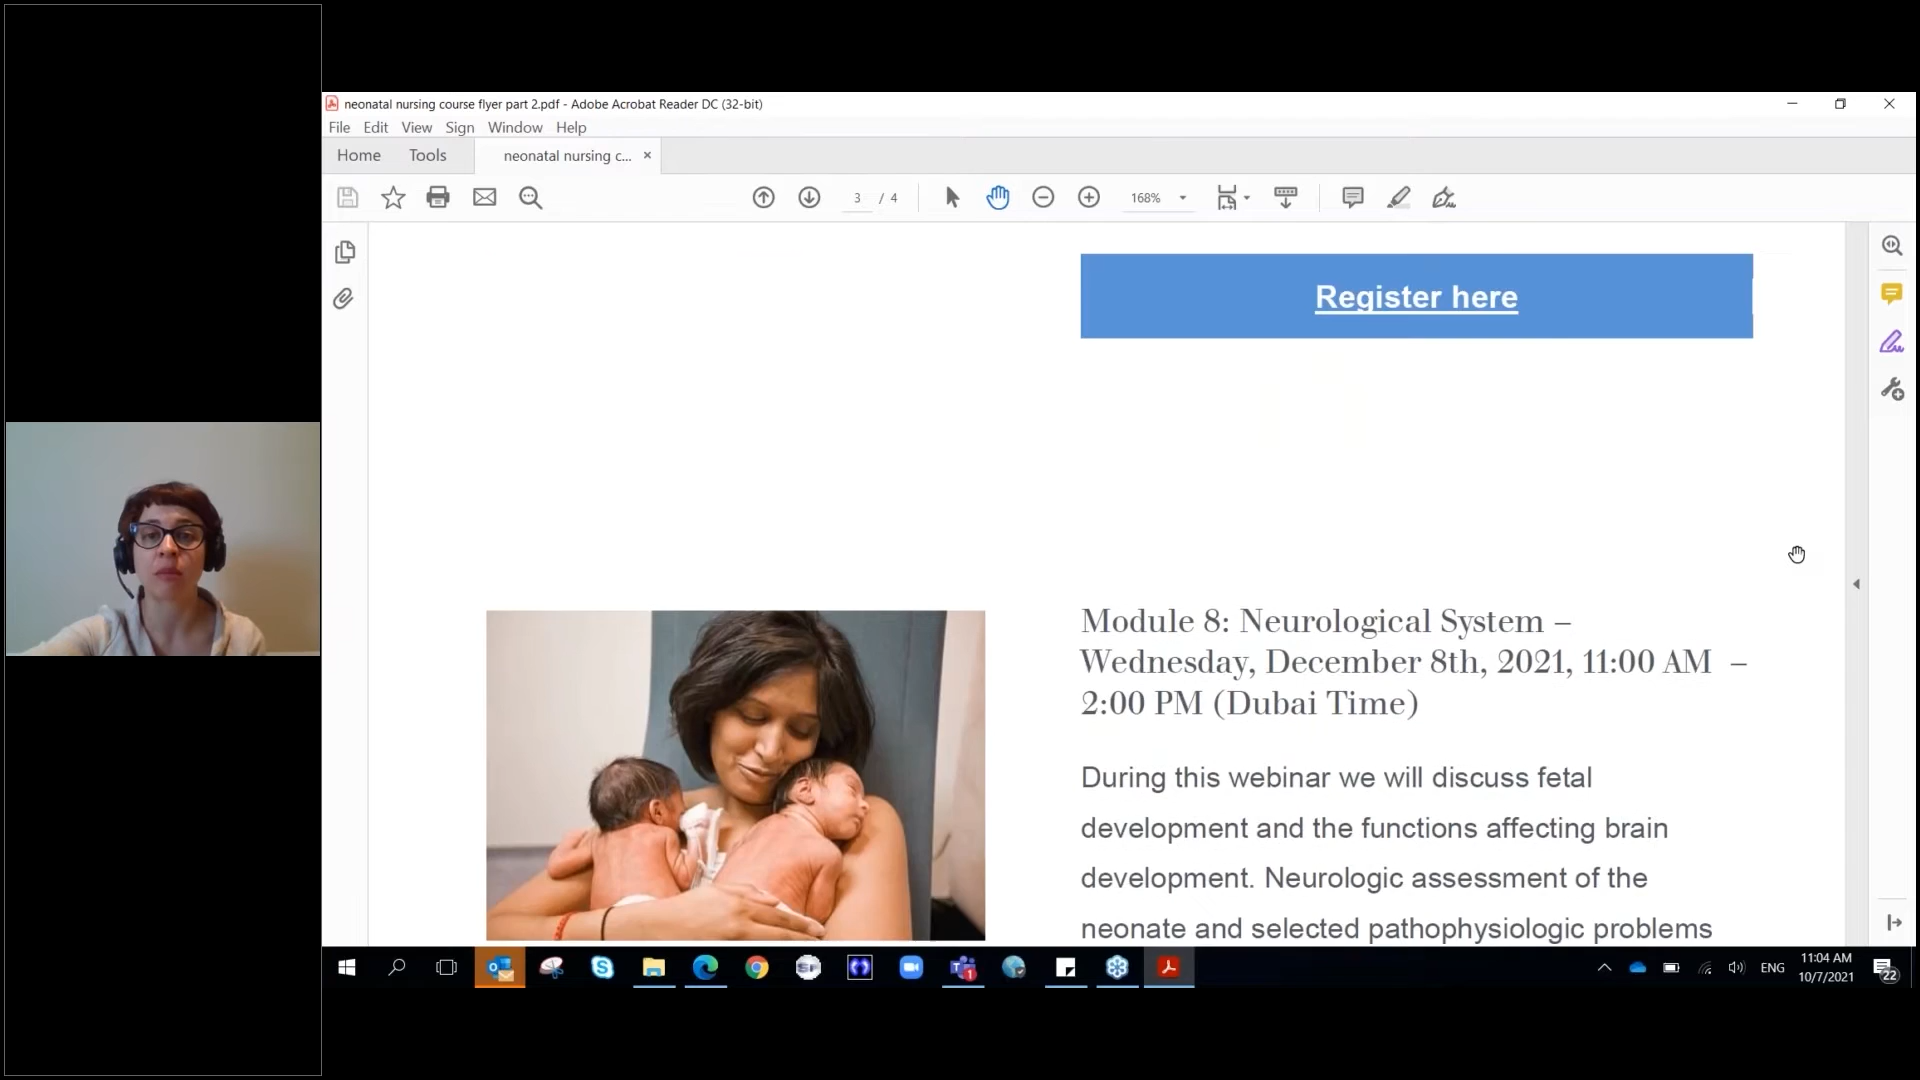 neonatal nursing course flyer part 2.pdf - Adobe Acrobat Reader DC (32-bit)
File Edit View Sign Window Help
Home Tools neonatal nursing c... ×
3 / 4 168%
Register here
Module 8: Neurological System –
Wednesday, December 8th, 2021, 11:00 AM –
2:00 PM (Dubai Time)
During this webinar we will discuss fetal
development and the functions affecting brain
development. Neurologic assessment of the
neonate and selected pathophysiologic problems
ENG
11:04 AM
10/7/2021
22
1